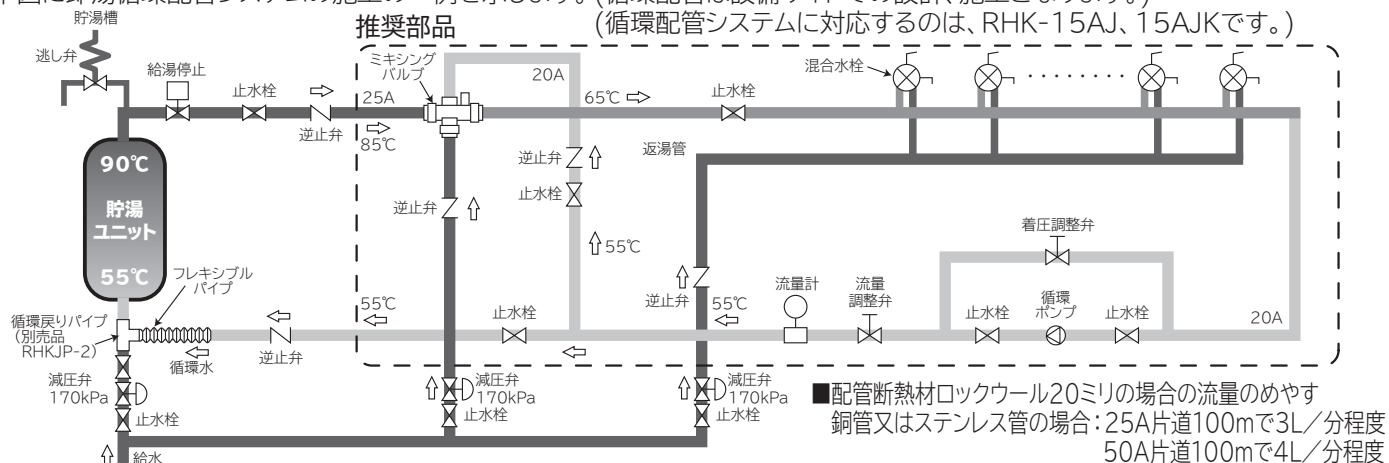 (循環配管システムに対応するのは、RHK-15AJ、15AJKです。)
貯湯槽
推奨部品
逃し弁
給湯停止
止水栓
逆止弁
25A
85℃
ミキシング
バルブ
20A
65℃
止水栓
混合水栓
90℃
貯湯
ユニット
55℃
逆止弁
逆止弁
止水栓
55℃
返湯管
フレキシブル
パイプ
循環戻りパイプ
(別売品
RHKJP-2)
循環水
逆止弁
55℃
止水栓
逆止弁
55℃
流量計
流量
調整弁
着圧調整弁
止水栓
循環
ポンプ
止水栓
20A
減圧弁
170kPa
止水栓
減圧弁
170kPa
止水栓
減圧弁
170kPa
止水栓
給水
■配管断熱材ロックウール20ミリの場合の流量のめやす
銅管又はステンレス管の場合:25A片道100mで3L/分程度
50A片道100mで4L/分程度